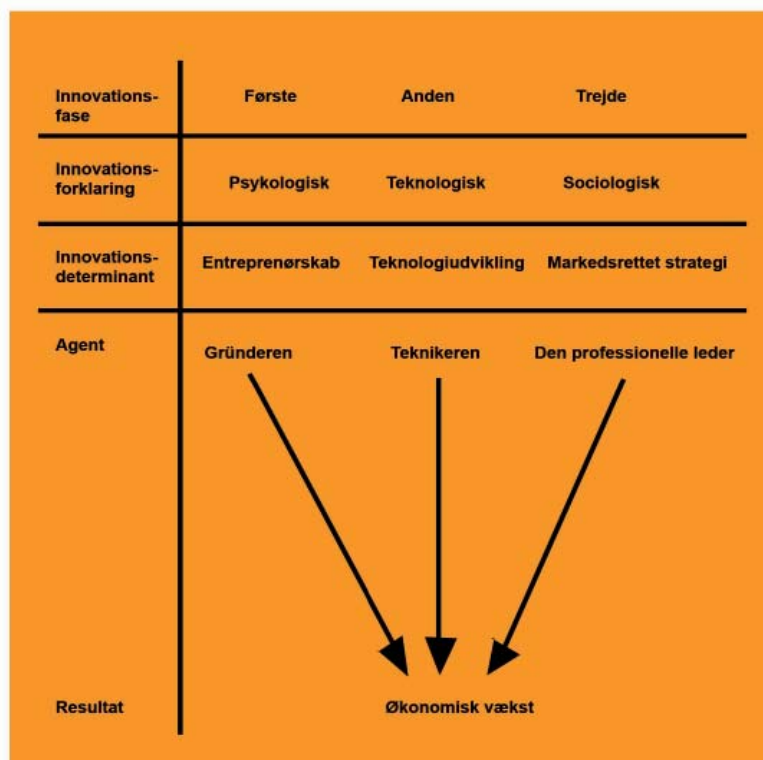 Innovations-
fase
Første
Anden
Trejde
Innovations-
forklaring
Psykologisk
Teknologisk
Sociologisk
Innovations-
determinant
Entreprenørskab
Teknologiudvikling
Markedsrettet strategi
Agent
Gründeren
Teknikeren
Den professionelle leder
Resultat
Økonomisk vækst